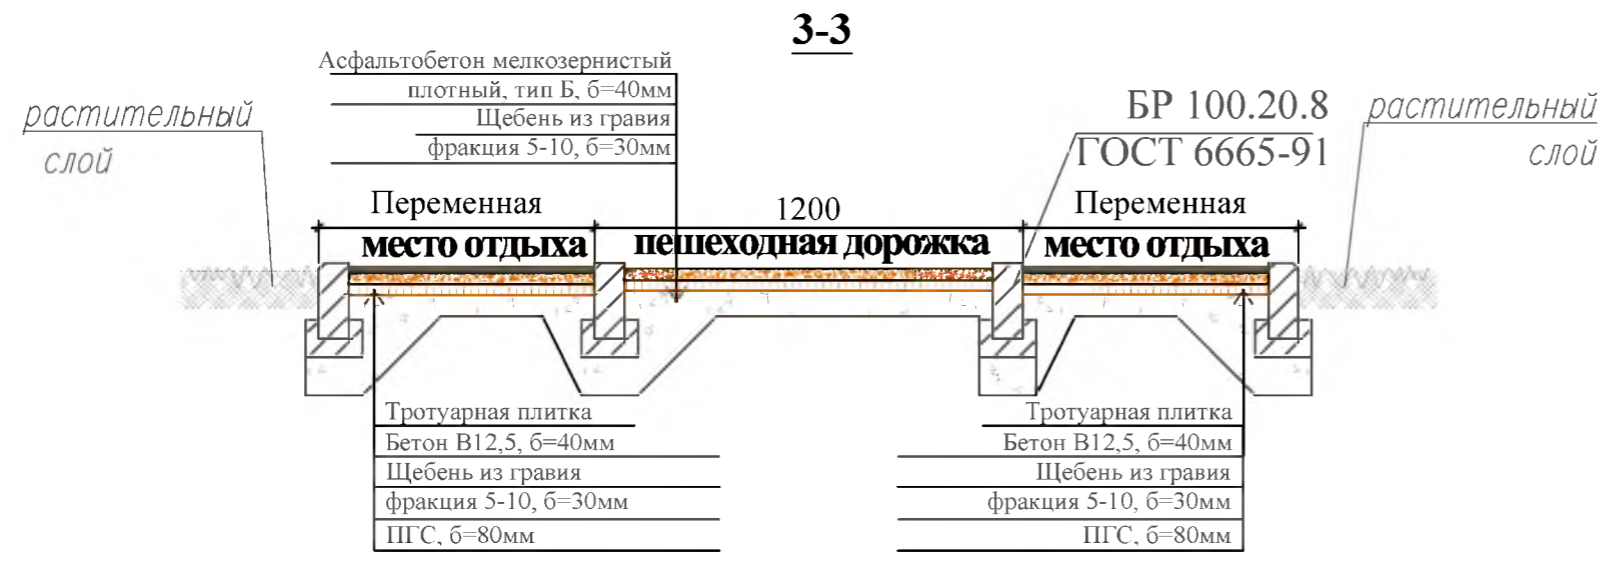 3-3
Асфальтобетон мелкозернистый
плотный, тип Б, б=40мм
Щебень из гравия
фракция 5-10, б=30мм
растительный
слой
БР 100.20.8
ГОСТ 6665-91
растительный
слой
Переменная
1200
Переменная
место отдыха
пешеходная дорожка
место отдыха
Тротуарная плитка
Бетон В12,5, б=40мм
Щебень из гравия
фракция 5-10, б=30мм
ПГС, б=80мм
Тротуарная плитка
Бетон В12,5, б=40мм
Щебень из гравия
фракция 5-10, б=30мм
ПГС, б=80мм